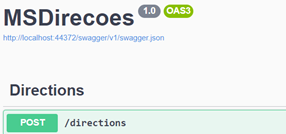 MSDirecoes 1.0 OAS3
http://localhost:44372/swagger/v1/swagger.json
Directions
POST /directions